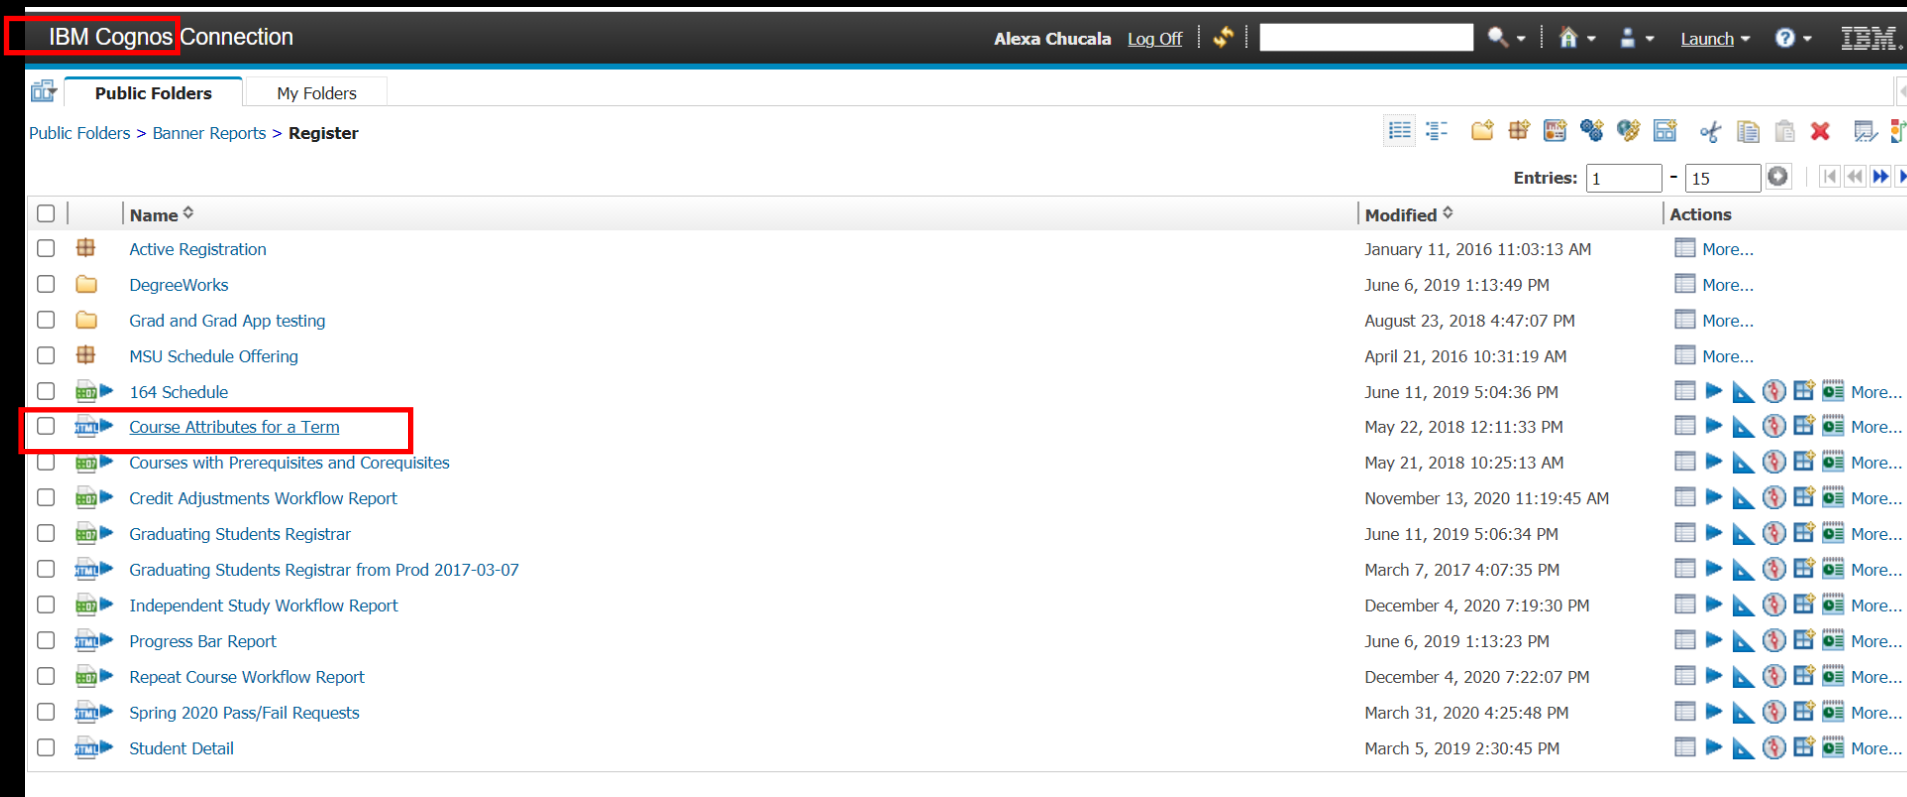 IBM Cognos Connection Alexa Chucala Log Off Launch IBM.
Public Folders My Folders
Public Folders > Banner Reports > Register
Entries: 1 - 15
Name Modified Actions
Active Registration January 11, 2016 11:03:13 AM More...
DegreeWorks June 6, 2019 1:13:49 PM More...
Grad and Grad App testing August 23, 2018 4:47:07 PM More...
MSU Schedule Offering April 21, 2016 10:31:19 AM More...
164 Schedule June 11, 2019 5:04:36 PM More...
Course Attributes for a Term May 22, 2018 12:11:33 PM More...
Courses with Prerequisites and Corequisites May 21, 2018 10:25:13 AM More...
Credit Adjustments Workflow Report November 13, 2020 11:19:45 AM More...
Graduating Students Registrar June 11, 2019 5:06:34 PM More...
Graduating Students Registrar from Prod 2017-03-07 March 7, 2017 4:07:35 PM More...
Independent Study Workflow Report December 4, 2020 7:19:30 PM More...
Progress Bar Report June 6, 2019 1:13:23 PM More...
Repeat Course Workflow Report December 4, 2020 7:22:07 PM More...
Spring 2020 Pass/Fail Requests March 31, 2020 4:25:48 PM More...
Student Detail March 5, 2019 2:30:45 PM More...